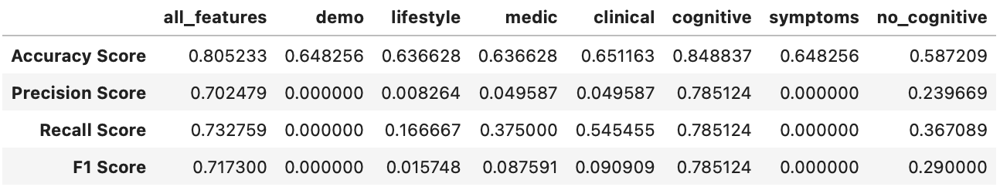 all_features demo lifestyle medic clinical cognitive symptoms no_cognitive
Accuracy Score 0.805233 0.648256 0.636628 0.636628 0.651163 0.848837 0.648256 0.587209
Precision Score 0.702479 0.000000 0.008264 0.049587 0.049587 0.785124 0.000000 0.239669
Recall Score 0.732759 0.000000 0.166667 0.375000 0.545455 0.785124 0.000000 0.367089
F1 Score 0.717300 0.000000 0.015748 0.087591 0.090909 0.785124 0.000000 0.290000